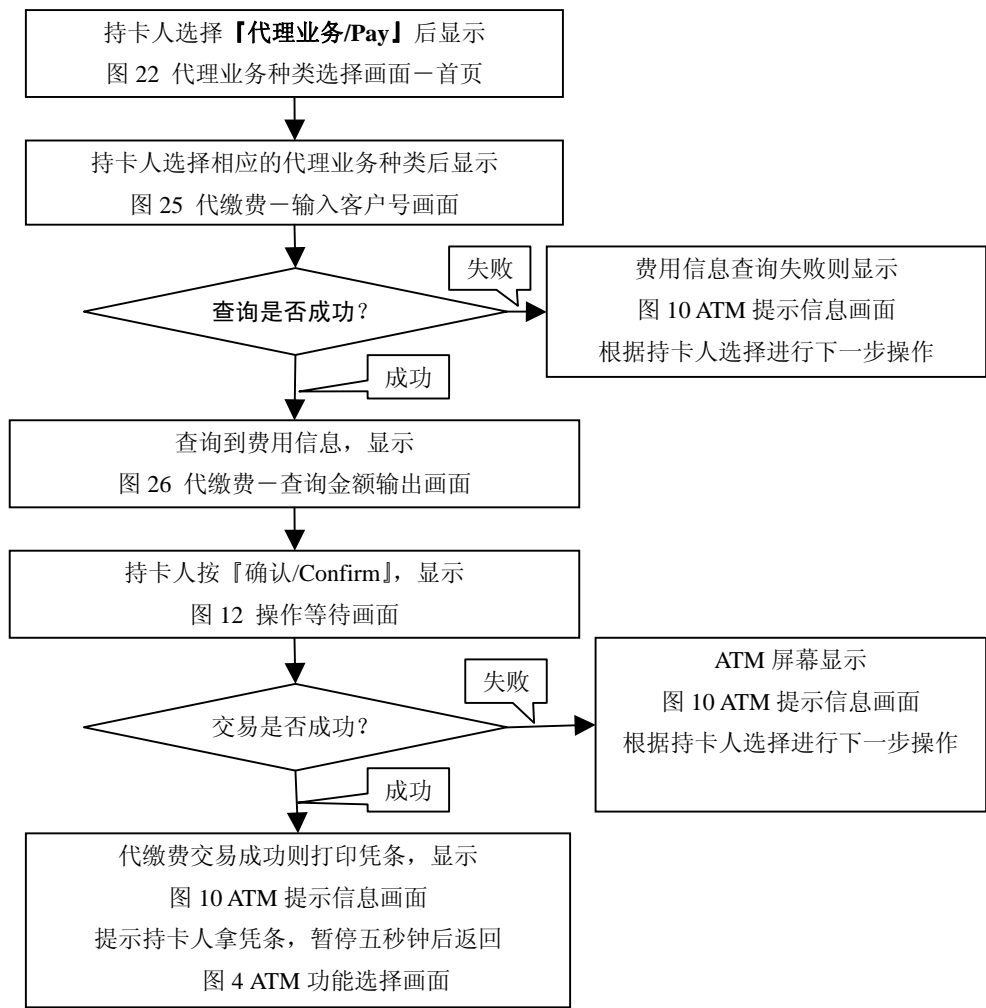 持卡人选择『代理业务/Pay』后显示
图 22 代理业务种类选择画面－首页
持卡人选择相应的代理业务种类后显示
图 25 代缴费－输入客户号画面
失败
查询是否成功？
费用信息查询失败则显示
图 10 ATM 提示信息画面
根据持卡人选择进行下一步操作
成功
查询到费用信息，显示
图 26 代缴费－查询金额输出画面
持卡人按『确认/Confirm』，显示
图 12 操作等待画面
失败
交易是否成功？
ATM 屏幕显示
图 10 ATM 提示信息画面
根据持卡人选择进行下一步操作
成功
代缴费交易成功则打印凭条，显示
图 10 ATM 提示信息画面
提示持卡人拿凭条，暂停五秒钟后返回
图 4 ATM 功能选择画面